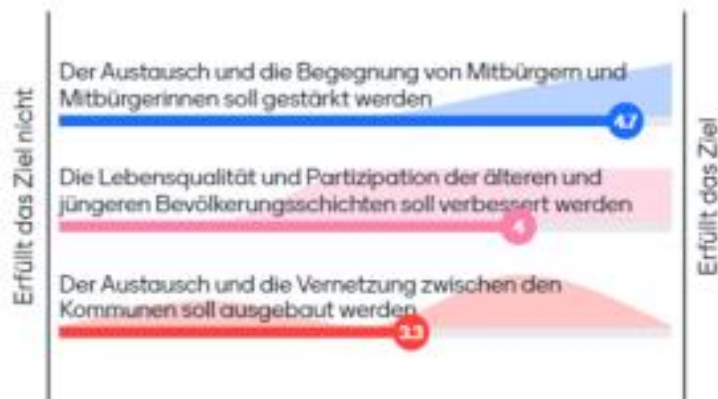 Erfüllt das Ziel nicht
Der Austausch und die Begegnung von Mitbürgern und
Mitbürgerinnen soll gestärkt werden
4.7
Die Lebensqualität und Partizipation der älteren und
jüngeren Bevölkerungsschichten soll verbessert werden
4
Der Austausch und die Vernetzung zwischen den
Kommunen soll ausgebaut werden
3.3
Erfüllt das Ziel